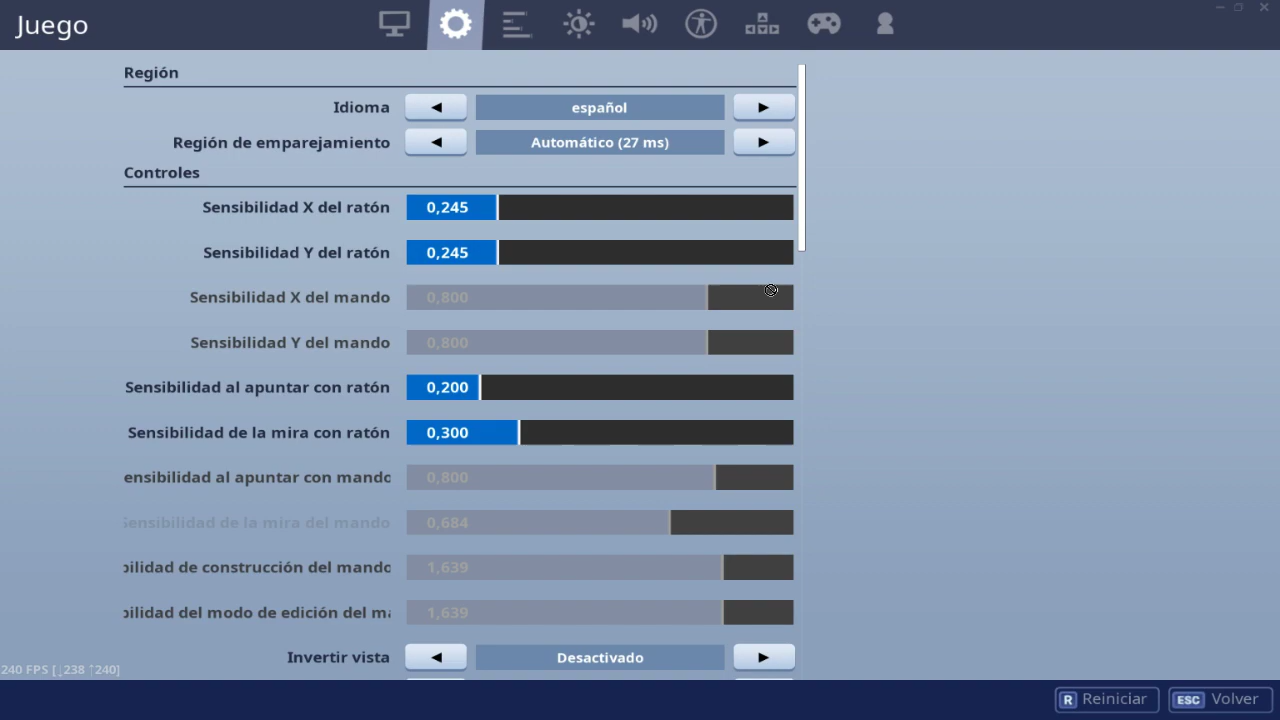 Juego
Región
Idioma
español
Región de emparejamiento
Automático (27 ms)
Controles
Sensibilidad X del ratón
0,245
Sensibilidad Y del ratón
0,245
Sensibilidad X del mando
0,800
Sensibilidad Y del mando
0,800
Sensibilidad al apuntar con ratón
0,200
Sensibilidad de la mira con ratón
0,300
ensibilidad al apuntar con mando
0,800
Sensibilidad de la mira del mando
0,684
bilidad de construcción del mando
1,639
bilidad del modo de edición del ma
1,639
Invertir vista
Desactivado
240 FPS [↓238 ↑240]
R Reiniciar
ESC Volver